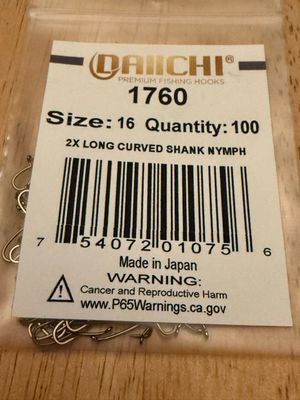 DAIICHI®
PREMIUM FISHING HOOKS
1760
Size: 16 Quantity: 100
2X LONG CURVED SHANK NYMPH
7 54072 01075 6
Made in Japan
WARNING:
Cancer and Reproductive Harm
www.P65Warnings.ca.gov